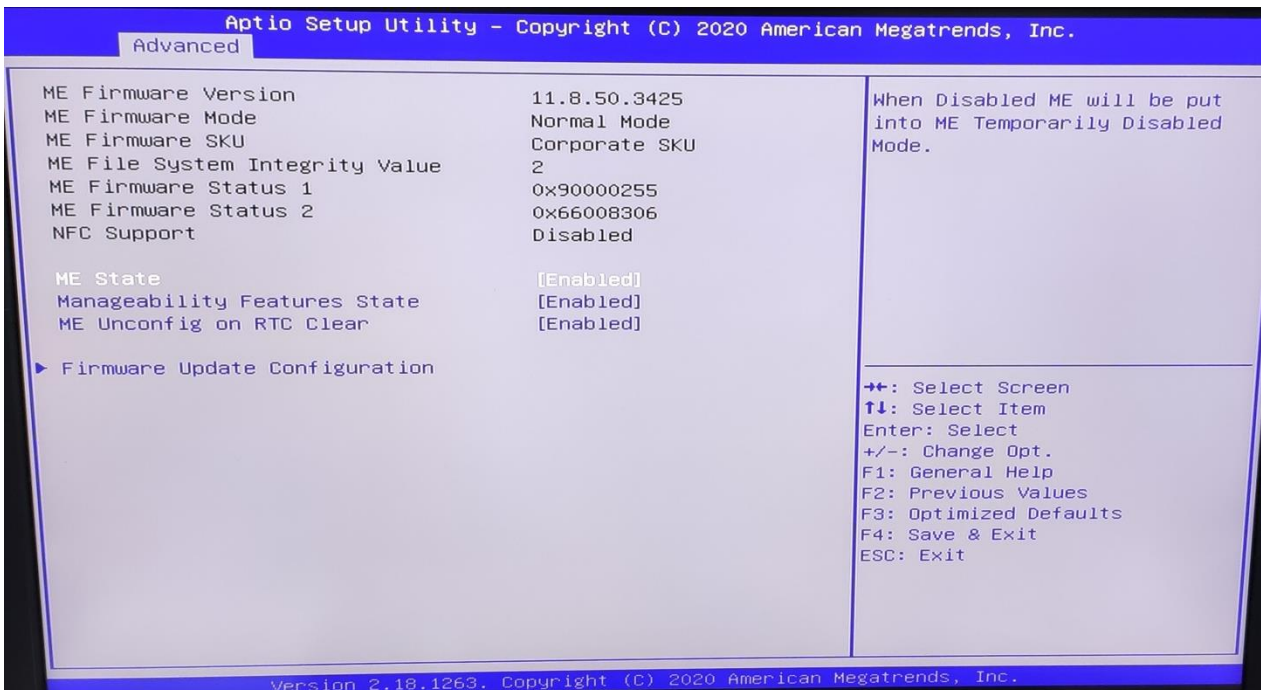 Aptio Setup Utility – Copyright (C) 2020 American Megatrends, Inc.
Advanced
ME Firmware Version 11.8.50.3425
ME Firmware Mode Normal Mode
ME Firmware SKU Corporate SKU
ME File System Integrity Value 2
ME Firmware Status 1 0x90000255
ME Firmware Status 2 0x66008306
NFC Support Disabled
ME State [Enabled]
Manageability Features State [Enabled]
ME Unconfig on RTC Clear [Enabled]
▶ Firmware Update Configuration
When Disabled ME will be put
into ME Temporarily Disabled
Mode.
→←: Select Screen
↑↓: Select Item
Enter: Select
+/-: Change Opt.
F1: General Help
F2: Previous Values
F3: Optimized Defaults
F4: Save & Exit
ESC: Exit
Version 2.18.1263. Copyright (C) 2020 American Megatrends, Inc.